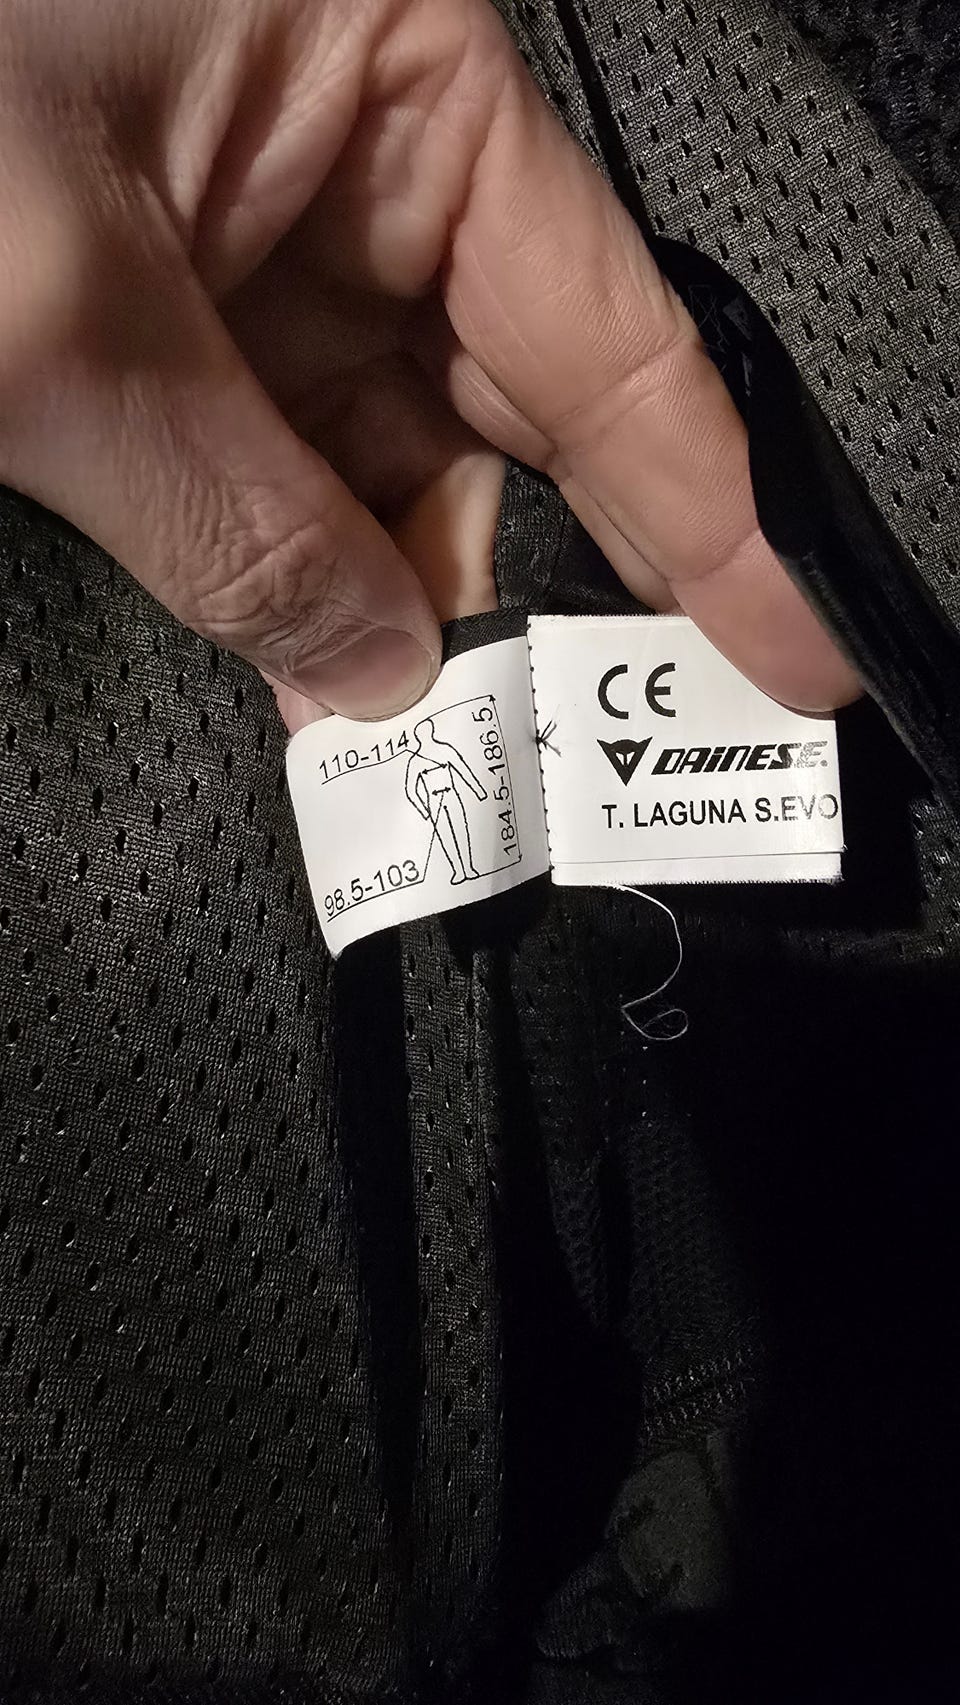 110-114
184.5-186.5
98.5-103
CE
DAINESE.
T. LAGUNA S.EVO